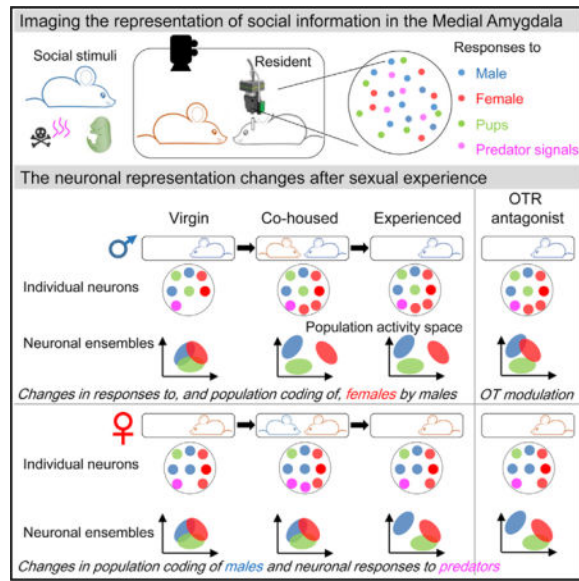 Imaging the representation of social information in the Medial Amygdala
Social stimuli
Resident
Responses to
Male
Female
Pups
Predator signals
The neuronal representation changes after sexual experience
Virgin
Co-housed
Experienced
OTR
antagonist
♂
Individual neurons
Population activity space
Neuronal ensembles
Changes in responses to, and population coding of, females by males
OT modulation
♀
Individual neurons
Neuronal ensembles
Changes in population coding of males and neuronal responses to predators